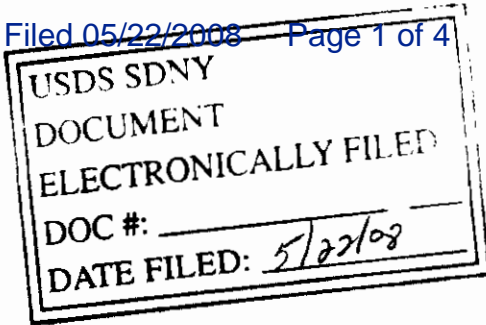 Filed 05/22/2008 Page 1 of 4
USDS SDNY
DOCUMENT
ELECTRONICALLY FILED
DOC #:
DATE FILED: 5/22/08